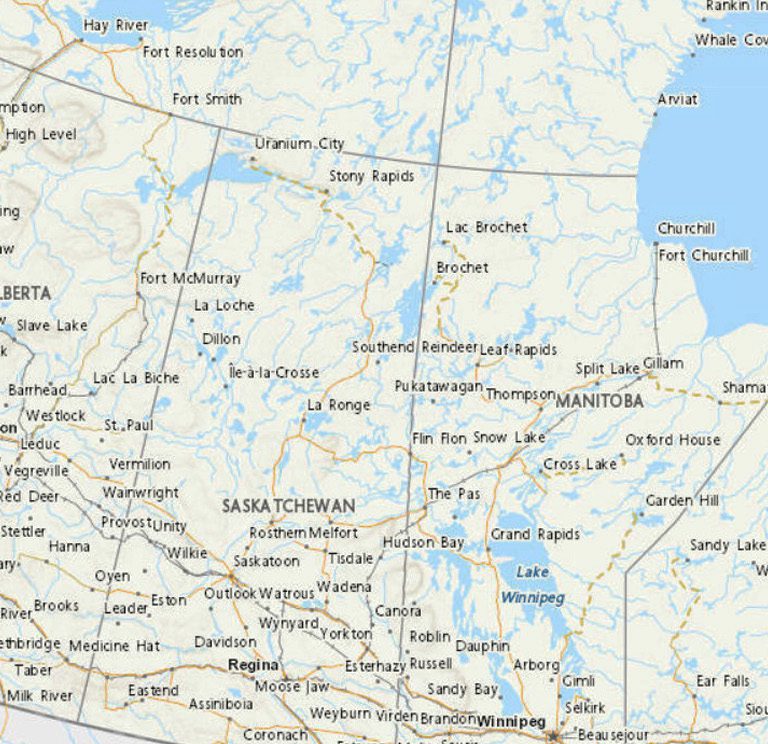 Rankin In
Hay River
Whale Cov
Fort Resolution
Fort Smith
Arviat
mption
High Level
Uranium City
Stony Rapids
ing
Lac Brochet
Churchill
aw
Fort Churchill
Brochet
Fort McMurray
LBERTA
La Loche
Slave Lake
Dillon
k
Southend
Reindeer
Leaf Rapids
Split Lake
Gillam
Île-à-la-Crosse
Lac La Biche
Barrhead
Pukatawagan
Thompson
MANITOBA
Shama
Westlock
La Ronge
on
St. Paul
Leduc
Flin Flon
Snow Lake
Oxford House
Vegreville
Vermilion
Cross Lake
Red Deer
Wainwright
The Pas
Garden Hill
SASKATCHEWAN
Provost
Unity
Stettler
Rosthern
Melfort
Grand Rapids
Hanna
Wilkie
Hudson Bay
Sandy Lake
ary
Saskatoon
Tisdale
W
Oyen
Lake
Winnipeg
Wadena
Outlook
Watrous
Eston
Brooks
Leader
River
Canora
Wynyard
Yorkton
Roblin
ethbridge
Medicine Hat
Davidson
Dauphin
Taber
Regina
Esterhazy
Russell
Arborg
Gimli
Milk River
Eastend
Moose Jaw
Sandy Bay
Ear Falls
Assiniboia
Selkirk
Siou
Weyburn
Virden
Brandon
Winnipeg
Coronach
Beausejour